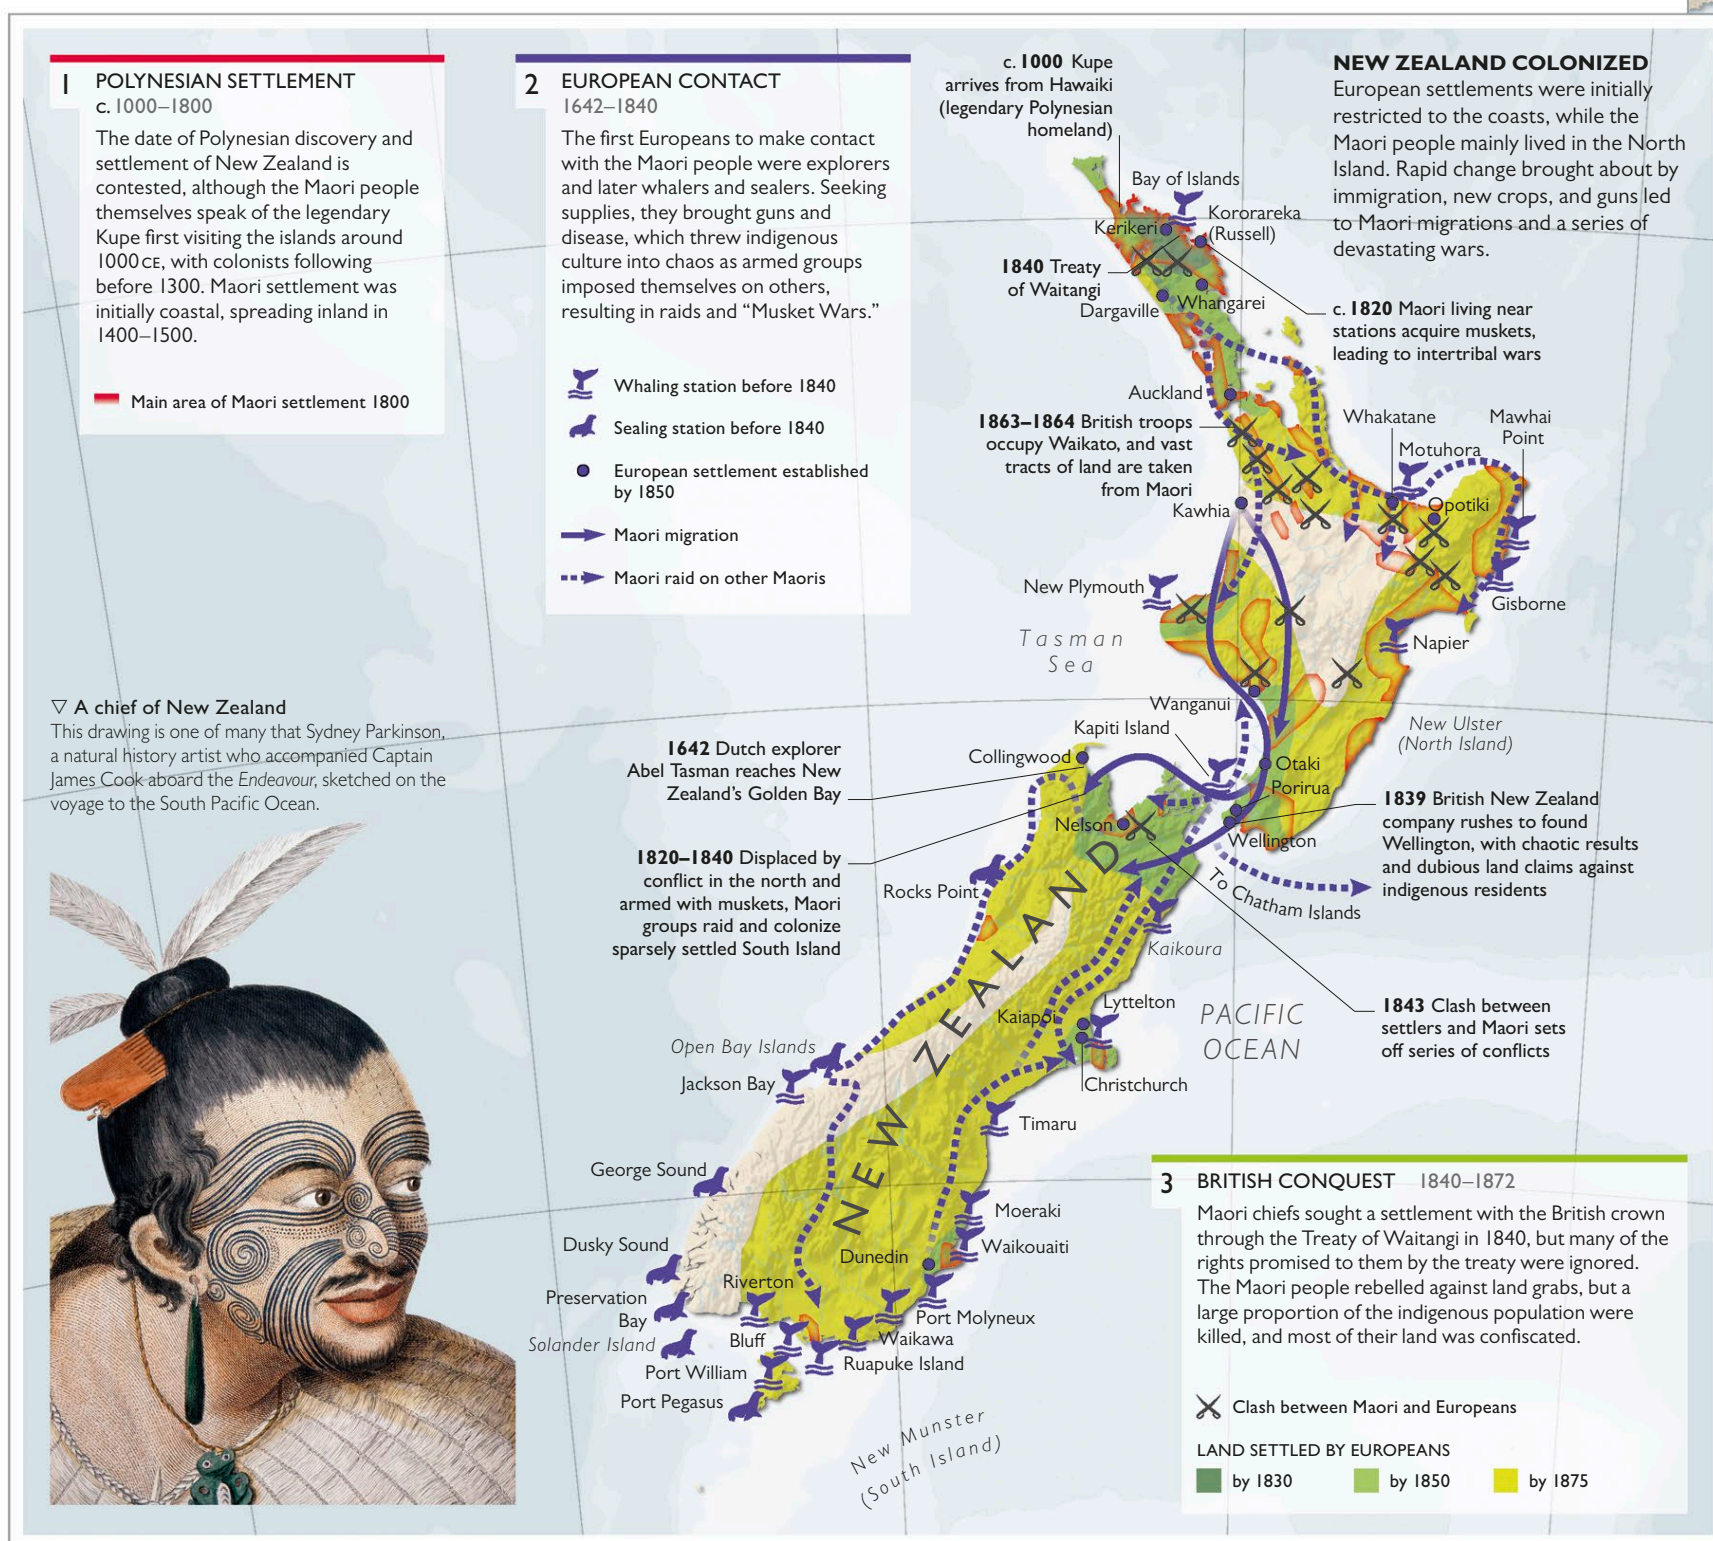 1 POLYNESIAN SETTLEMENT
c. 1000–1800
The date of Polynesian discovery and
settlement of New Zealand is
contested, although the Maori people
themselves speak of the legendary
Kupe first visiting the islands around
1000 CE, with colonists following
before 1300. Maori settlement was
initially coastal, spreading inland in
1400–1500.
Main area of Maori settlement 1800
2 EUROPEAN CONTACT
1642–1840
The first Europeans to make contact
with the Maori people were explorers
and later whalers and sealers. Seeking
supplies, they brought guns and
disease, which threw indigenous
culture into chaos as armed groups
imposed themselves on others,
resulting in raids and “Musket Wars.”
Whaling station before 1840
Sealing station before 1840
European settlement established
by 1850
Maori migration
Maori raid on other Maoris
NEW ZEALAND COLONIZED
European settlements were initially
restricted to the coasts, while the
Maori people mainly lived in the North
Island. Rapid change brought about by
immigration, new crops, and guns led
to Maori migrations and a series of
devastating wars.
c. 1000 Kupe
arrives from Hawaiki
(legendary Polynesian
homeland)
Bay of Islands
Kororareka
(Russell)
Kerikeri
1840 Treaty
of Waitangi
Dargaville
Whangarei
c. 1820 Maori living near
stations acquire muskets,
leading to intertribal wars
Auckland
1863–1864 British troops
occupy Waikato, and vast
tracts of land are taken
from Maori
Whakatane
Mawhai
Point
Motuhora
Opotiki
Kawhia
New Plymouth
Gisborne
Napier
Tasman
Sea
Wanganui
New Ulster
(North Island)
Kapiti Island
▽ A chief of New Zealand
This drawing is one of many that Sydney Parkinson,
a natural history artist who accompanied Captain
James Cook aboard the Endeavour, sketched on the
voyage to the South Pacific Ocean.
1642 Dutch explorer
Abel Tasman reaches New
Zealand’s Golden Bay
Collingwood
Otaki
Porirua
Nelson
Wellington
1839 British New Zealand
company rushes to found
Wellington, with chaotic results
and dubious land claims against
indigenous residents
1820–1840 Displaced by
conflict in the north and
armed with muskets, Maori
groups raid and colonize
sparsely settled South Island
Rocks Point
To Chatham Islands
Kaikoura
NEW ZEALAND
Lyttelton
Kaiapoi
PACIFIC
OCEAN
1843 Clash between
settlers and Maori sets
off series of conflicts
Open Bay Islands
Jackson Bay
Christchurch
Timaru
George Sound
Moeraki
Waikouaiti
Dusky Sound
Dunedin
Riverton
Preservation
Bay
Port Molyneux
Solander Island
Bluff
Waikawa
Port William
Ruapuke Island
Port Pegasus
New Munster
(South Island)
3 BRITISH CONQUEST 1840–1872
Maori chiefs sought a settlement with the British crown
through the Treaty of Waitangi in 1840, but many of the
rights promised to them by the treaty were ignored.
The Maori people rebelled against land grabs, but a
large proportion of the indigenous population were
killed, and most of their land was confiscated.
Clash between Maori and Europeans
LAND SETTLED BY EUROPEANS
by 1830 by 1850 by 1875